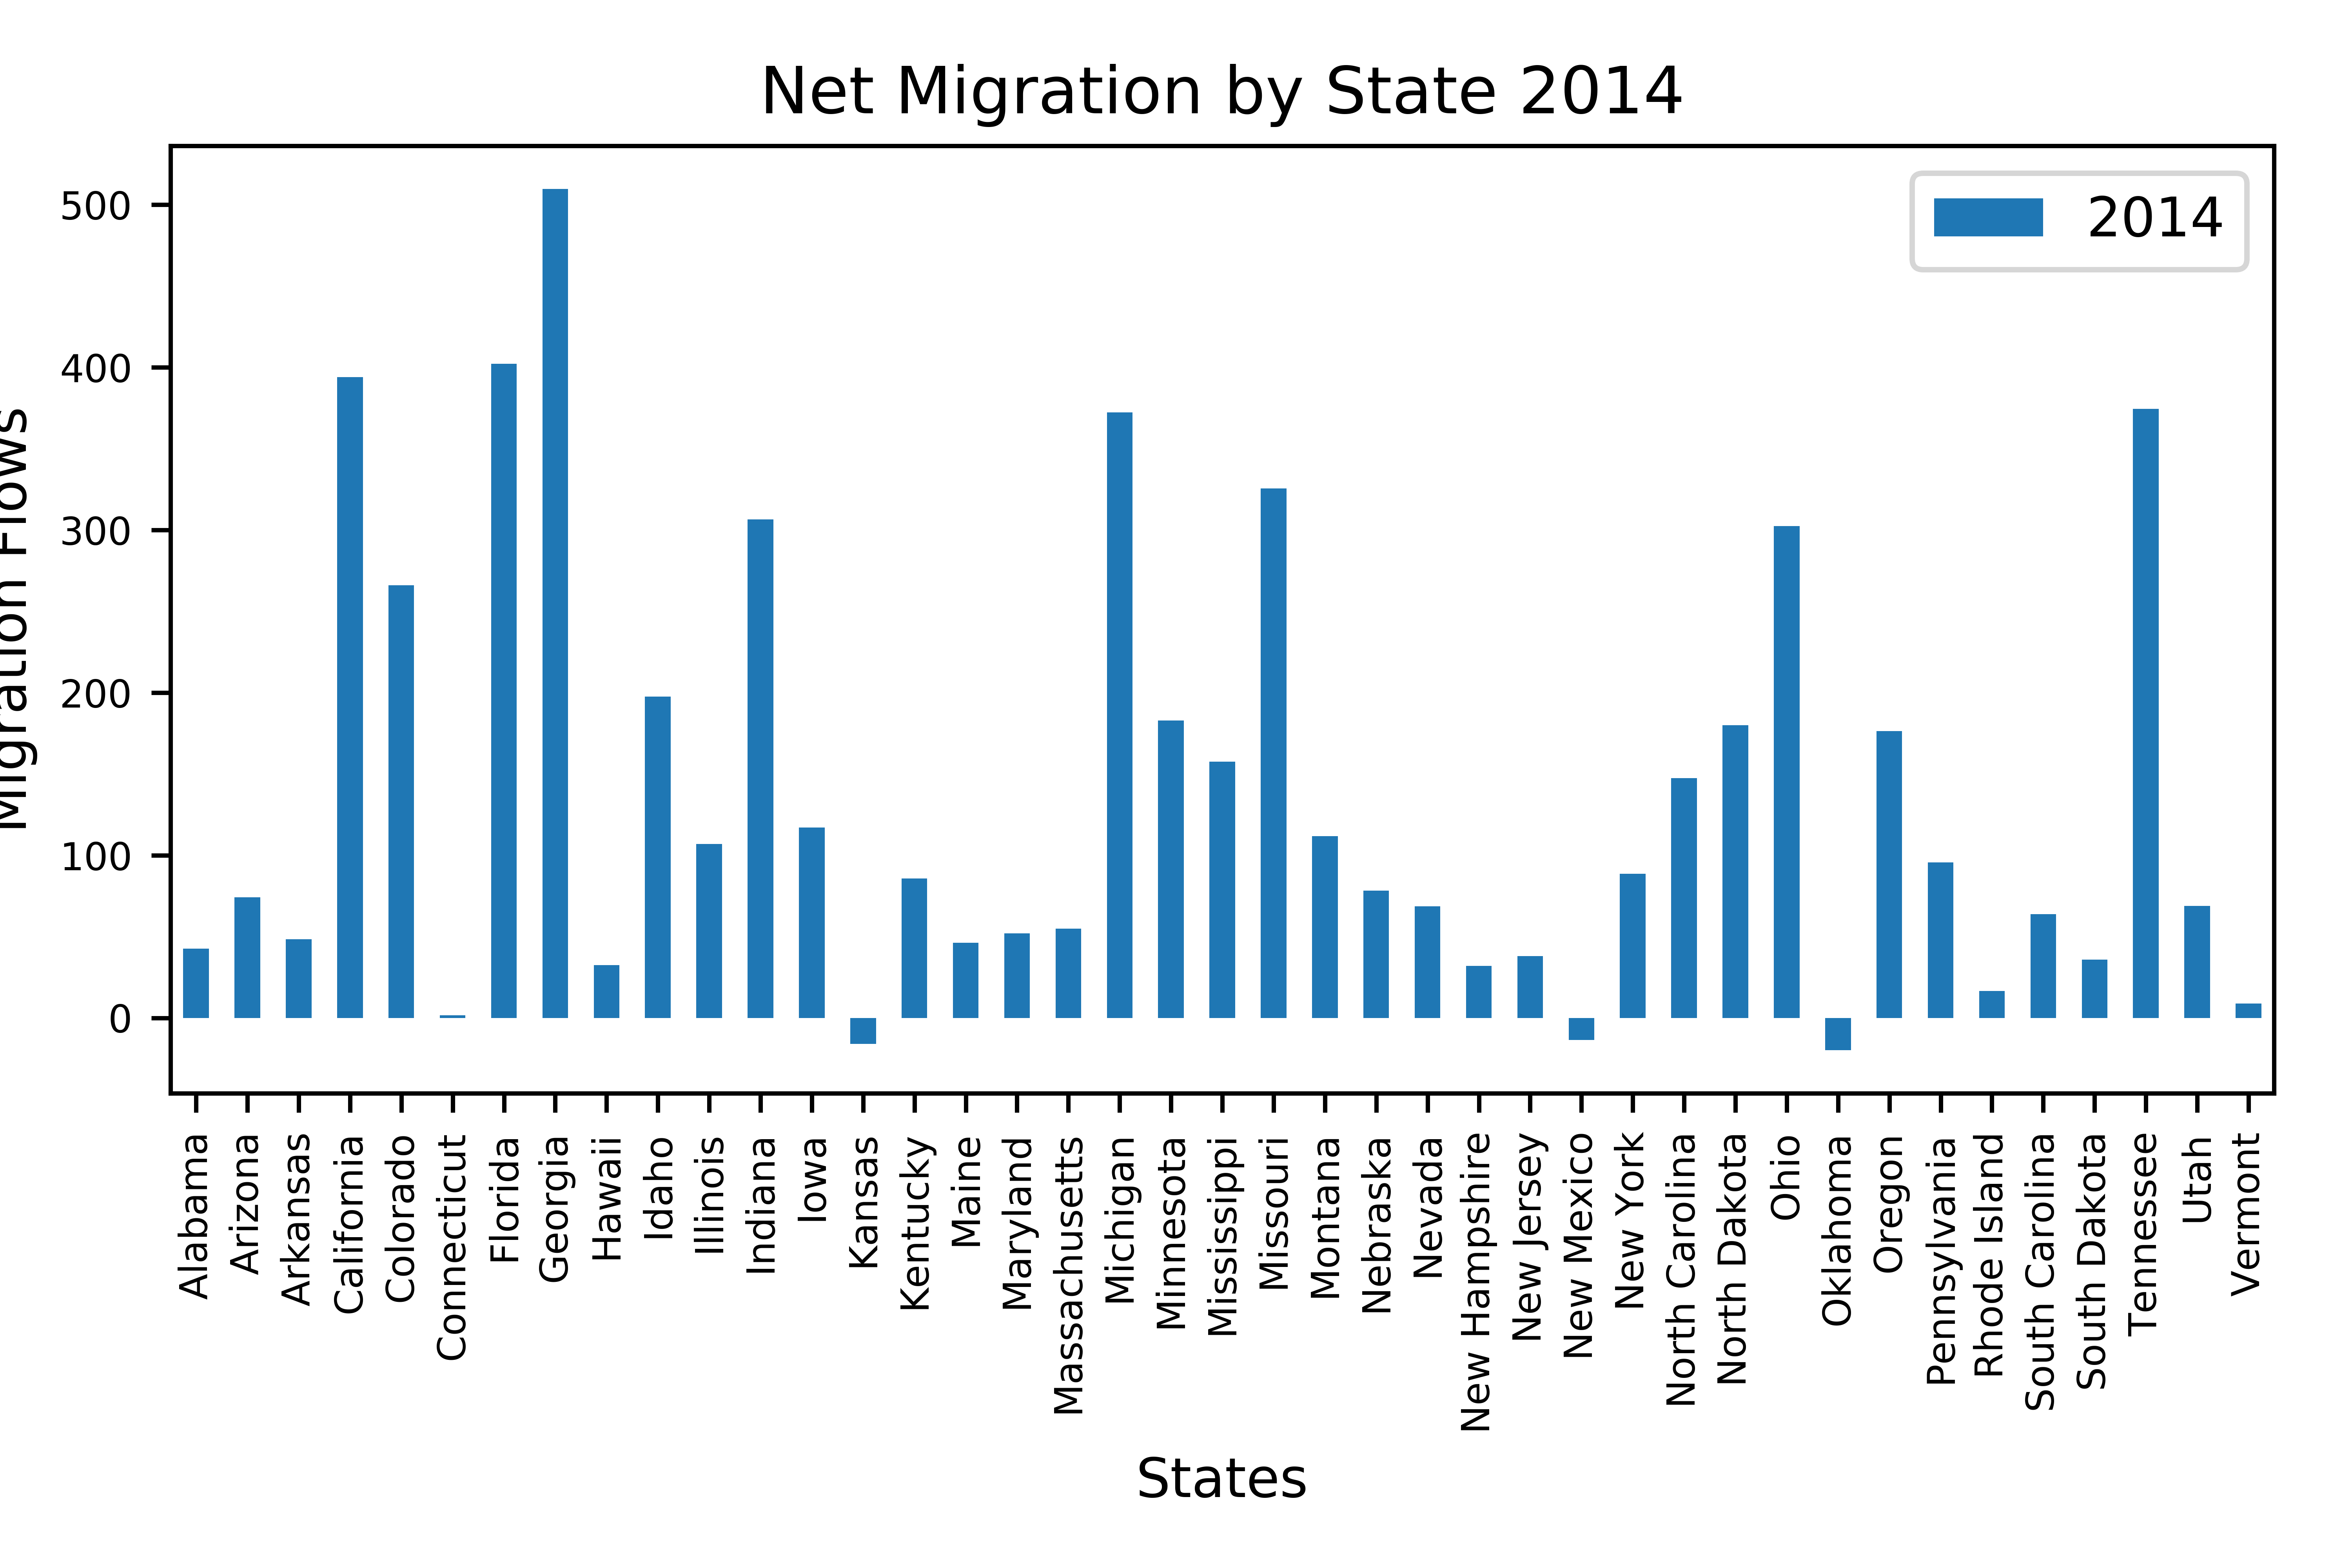 Net Migration by State 2014
2014
500
400
300
200
100
0
Migration Flows
Alabama
Arizona
Arkansas
California
Colorado
Connecticut
Florida
Georgia
Hawaii
Idaho
Illinois
Indiana
Iowa
Kansas
Kentucky
Maine
Maryland
Massachusetts
Michigan
Minnesota
Mississippi
Missouri
Montana
Nebraska
Nevada
New Hampshire
New Jersey
New Mexico
New York
North Carolina
North Dakota
Ohio
Oklahoma
Oregon
Pennsylvania
Rhode Island
South Carolina
South Dakota
Tennessee
Utah
Vermont
States